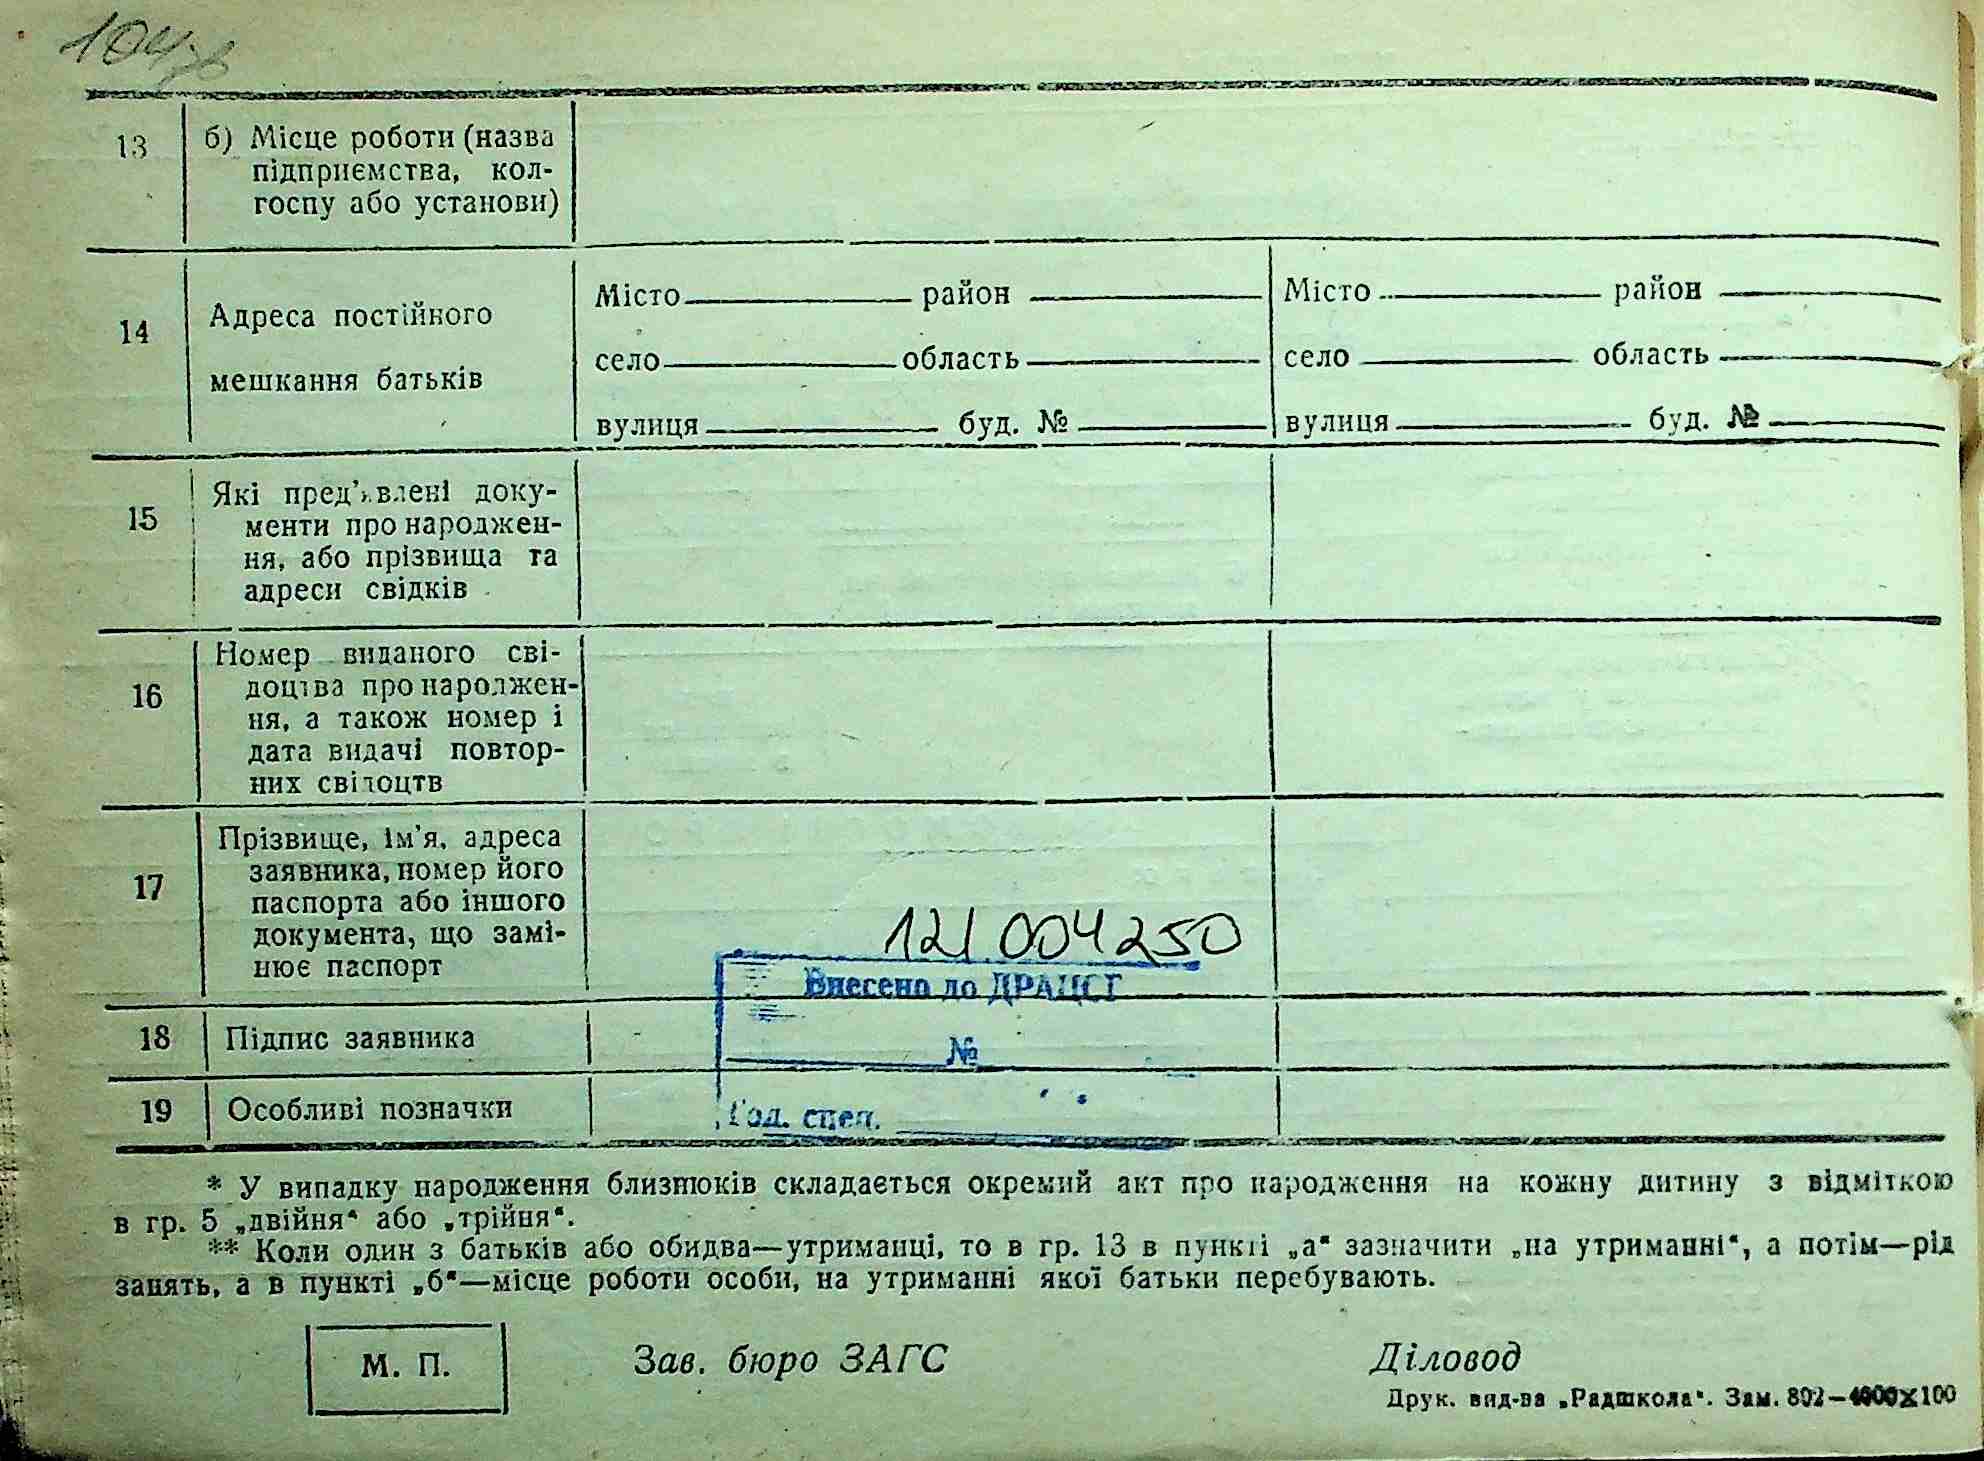 104зв
13
б) Місце роботи (назва
підприємства, кол-
госпу або установи)
14
Адреса постійного
мешкання батьків
Місто район
село область
вулиця буд. №
Місто район
село область
вулиця буд. №
15
Які пред'явлені доку-
менти про народжен-
ня, або прізвища та
адреси свідків
16
Номер виданого сві-
доцтва про народжен-
ня, а також номер і
дата видачі повтор-
них свідоцтв
17
Прізвище, ім'я, адреса
заявника, номер його
паспорта або іншого
документа, що замі-
нює паспорт
121 004250
Внесено до ДРАЦСГ
№
Гол. спец.
18
Підпис заявника
19
Особливі позначки
* У випадку народження близнюків складається окремий акт про народження на кожну дитину з відміткою
в гр. 5 „двійня“ або „трійня“.
** Коли один з батьків або обидва—утриманці, то в гр. 13 в пункті „а“ зазначити „на утриманні“, а потім—рід
занять, а в пункті „б“—місце роботи особи, на утриманні якої батьки перебувають.
М. П.
Зав. бюро ЗАГС
Діловод
Друк. вид-ва „Радшкола“. Зам. 802—4000×100